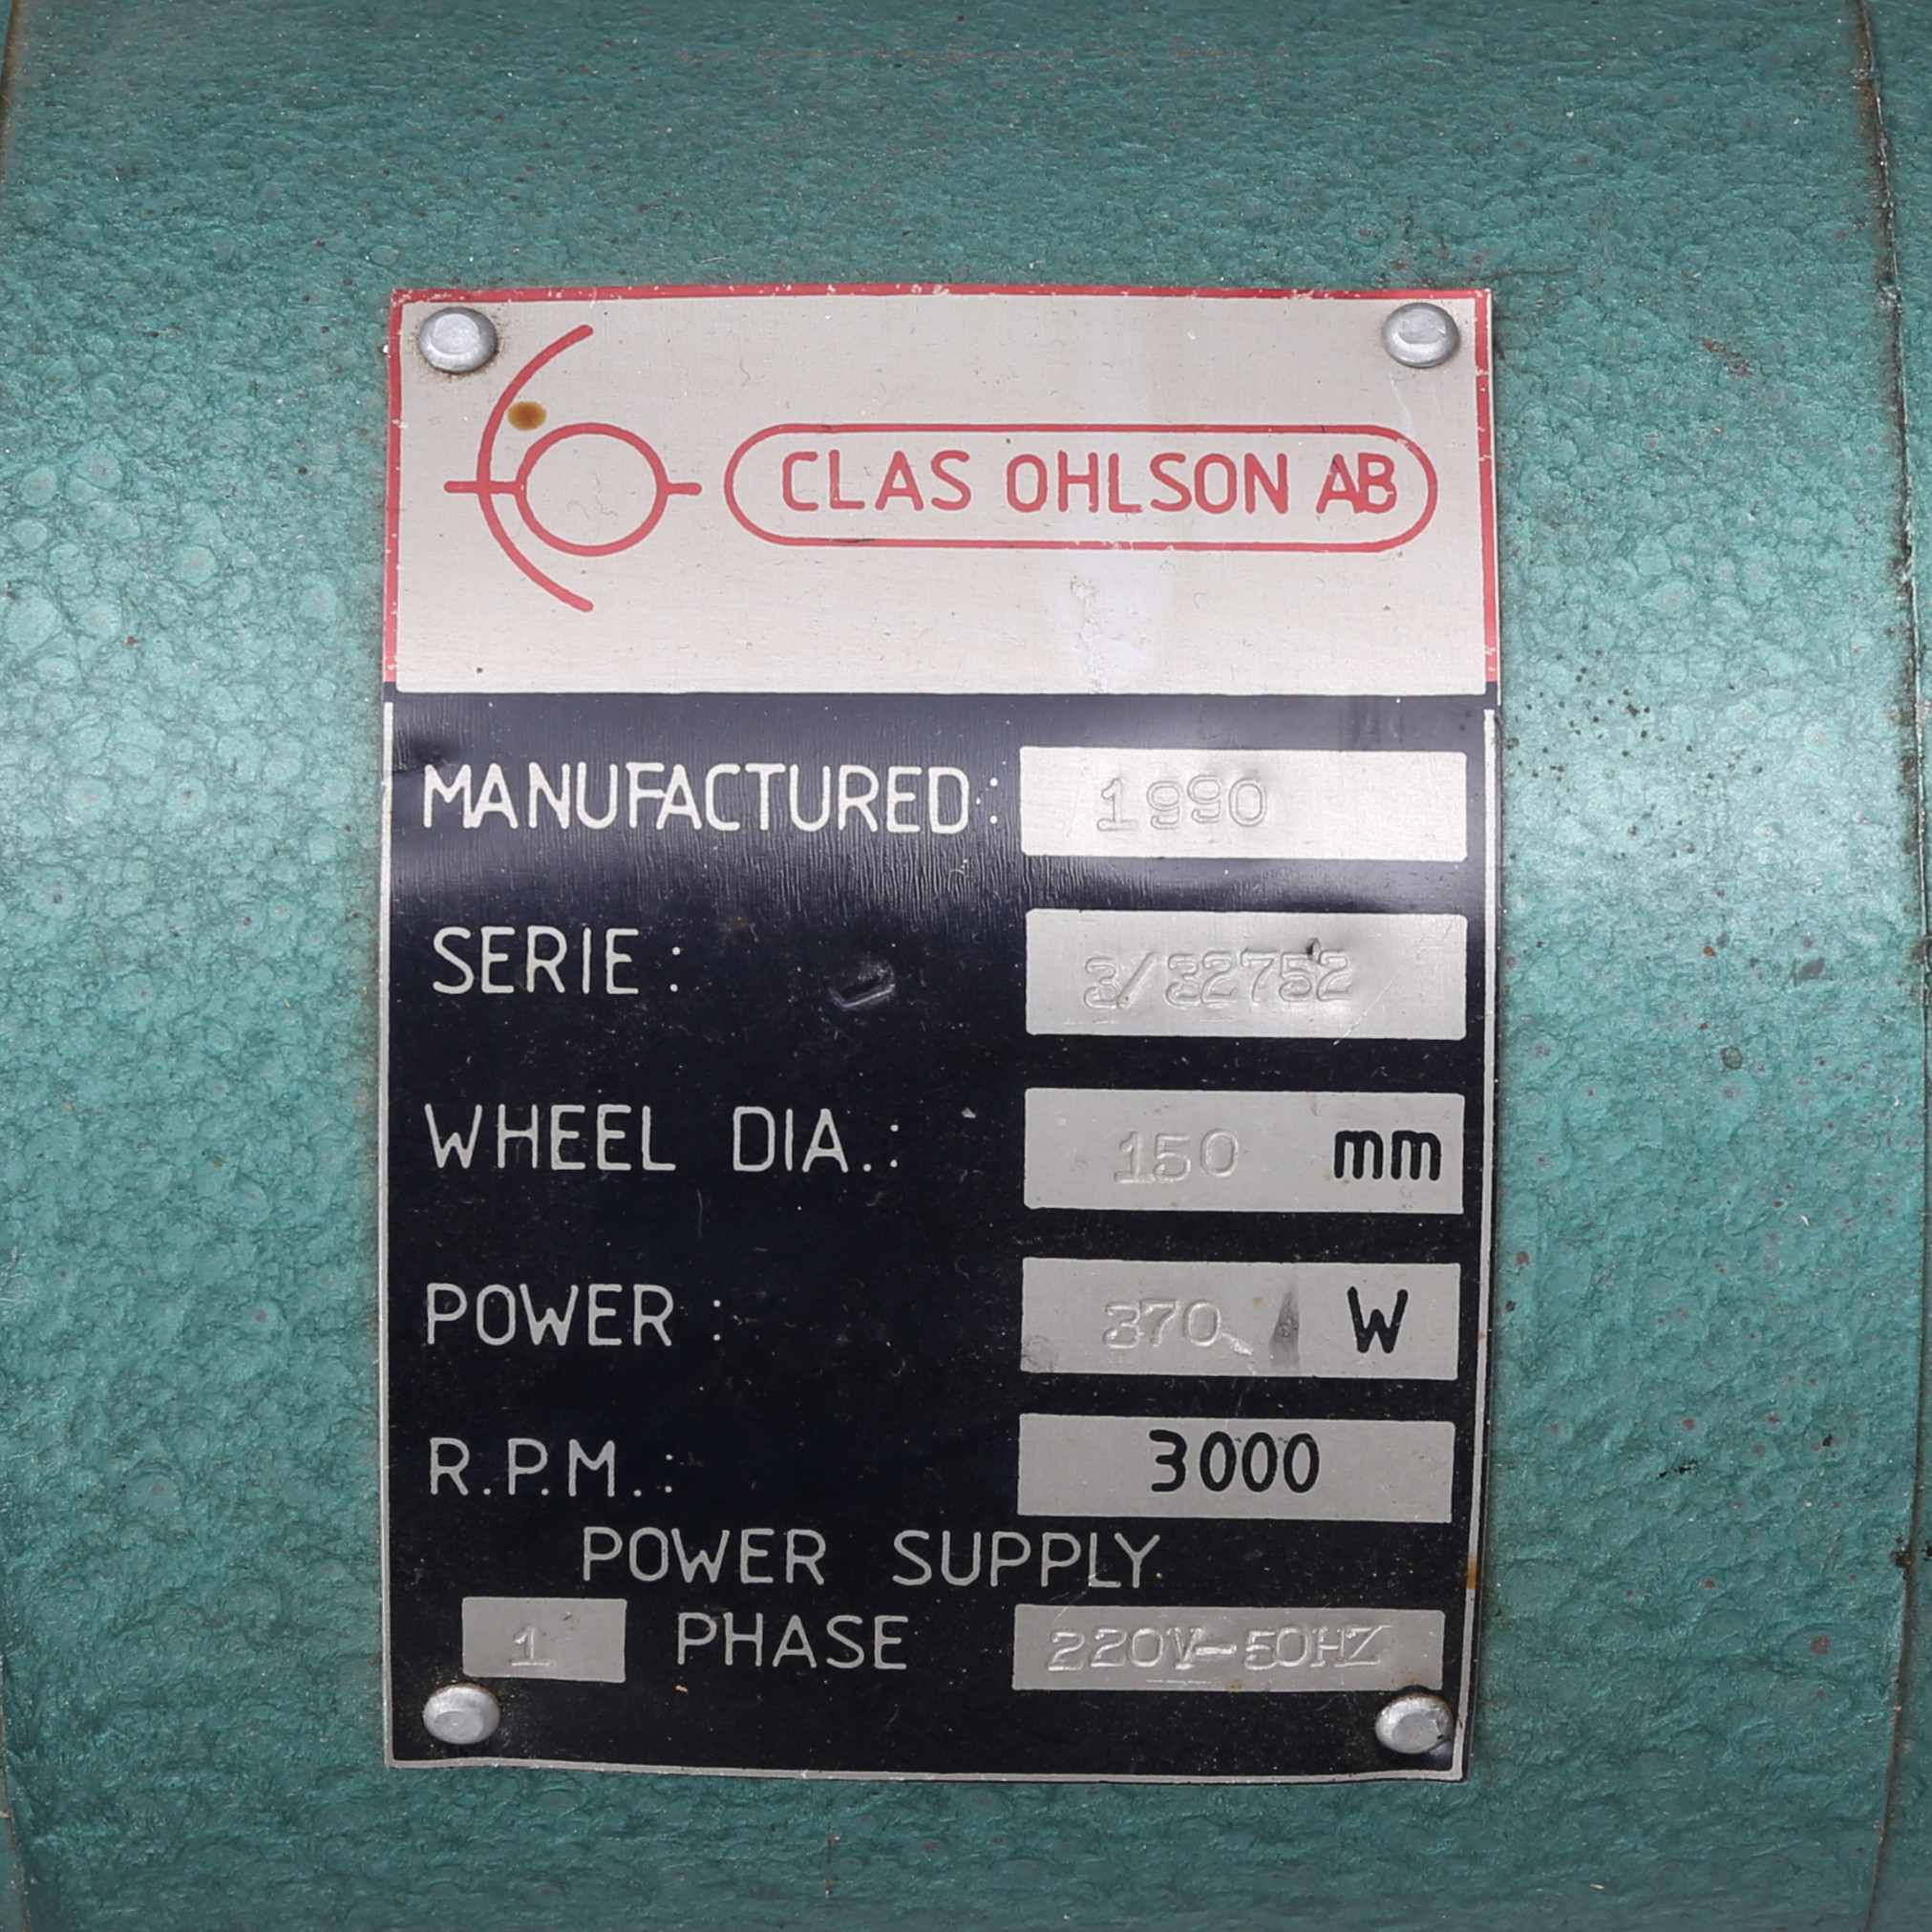 CLAS OHLSON AB
MANUFACTURED: 1990
SERIE: 3/32752
WHEEL DIA.: 150 mm
POWER: 370 W
R.P.M.: 3000
POWER SUPPLY
1 PHASE 220V-50HZ